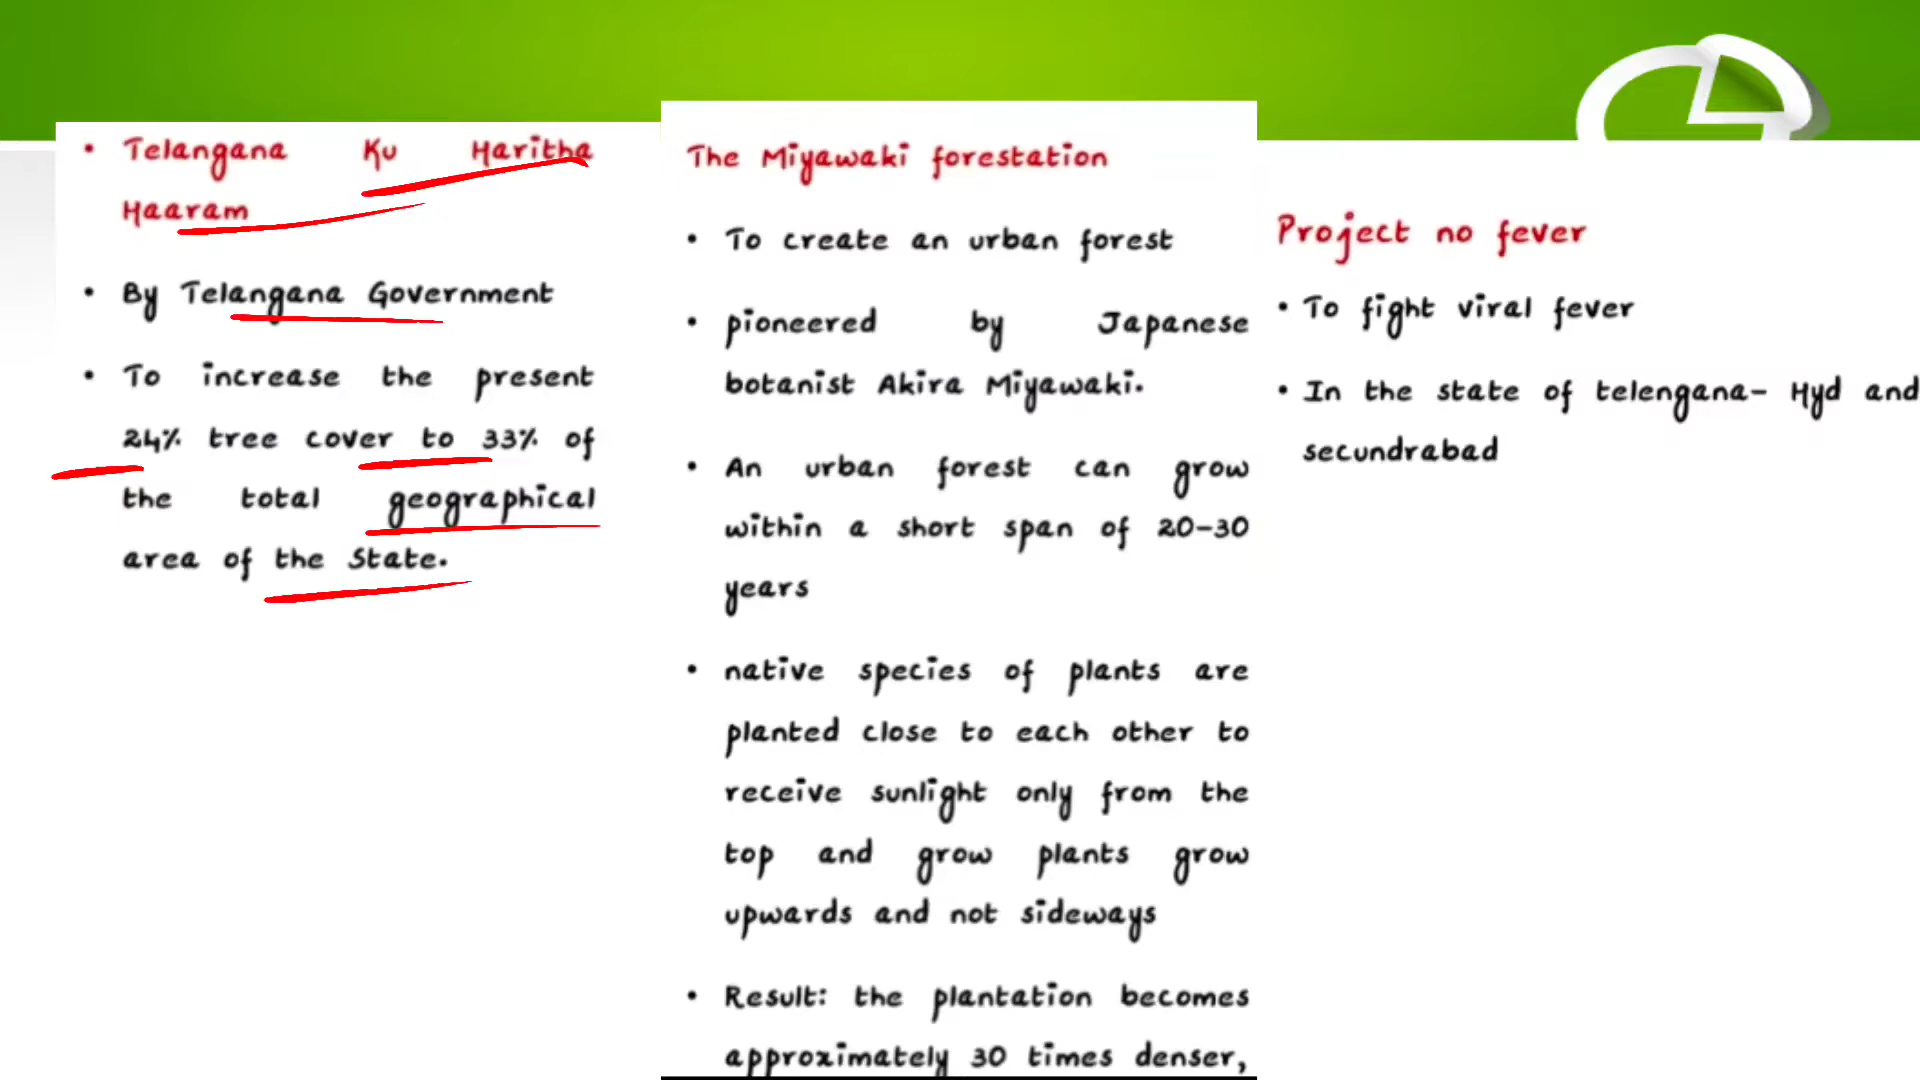 • Telangana Ku Haritha
Haaram
• By Telangana Government
• To increase the present
24% tree cover to 33% of
the total geographical
area of the State.
The Miyawaki forestation
• To create an urban forest
• pioneered by Japanese
botanist Akira Miyawaki.
• An urban forest can grow
within a short span of 20-30
years
• native species of plants are
planted close to each other to
receive sunlight only from the
top and grow plants grow
upwards and not sideways
• Result: the plantation becomes
approximately 30 times denser,
Project no fever
• To fight viral fever
• In the state of telengana- Hyd and
secundrabad